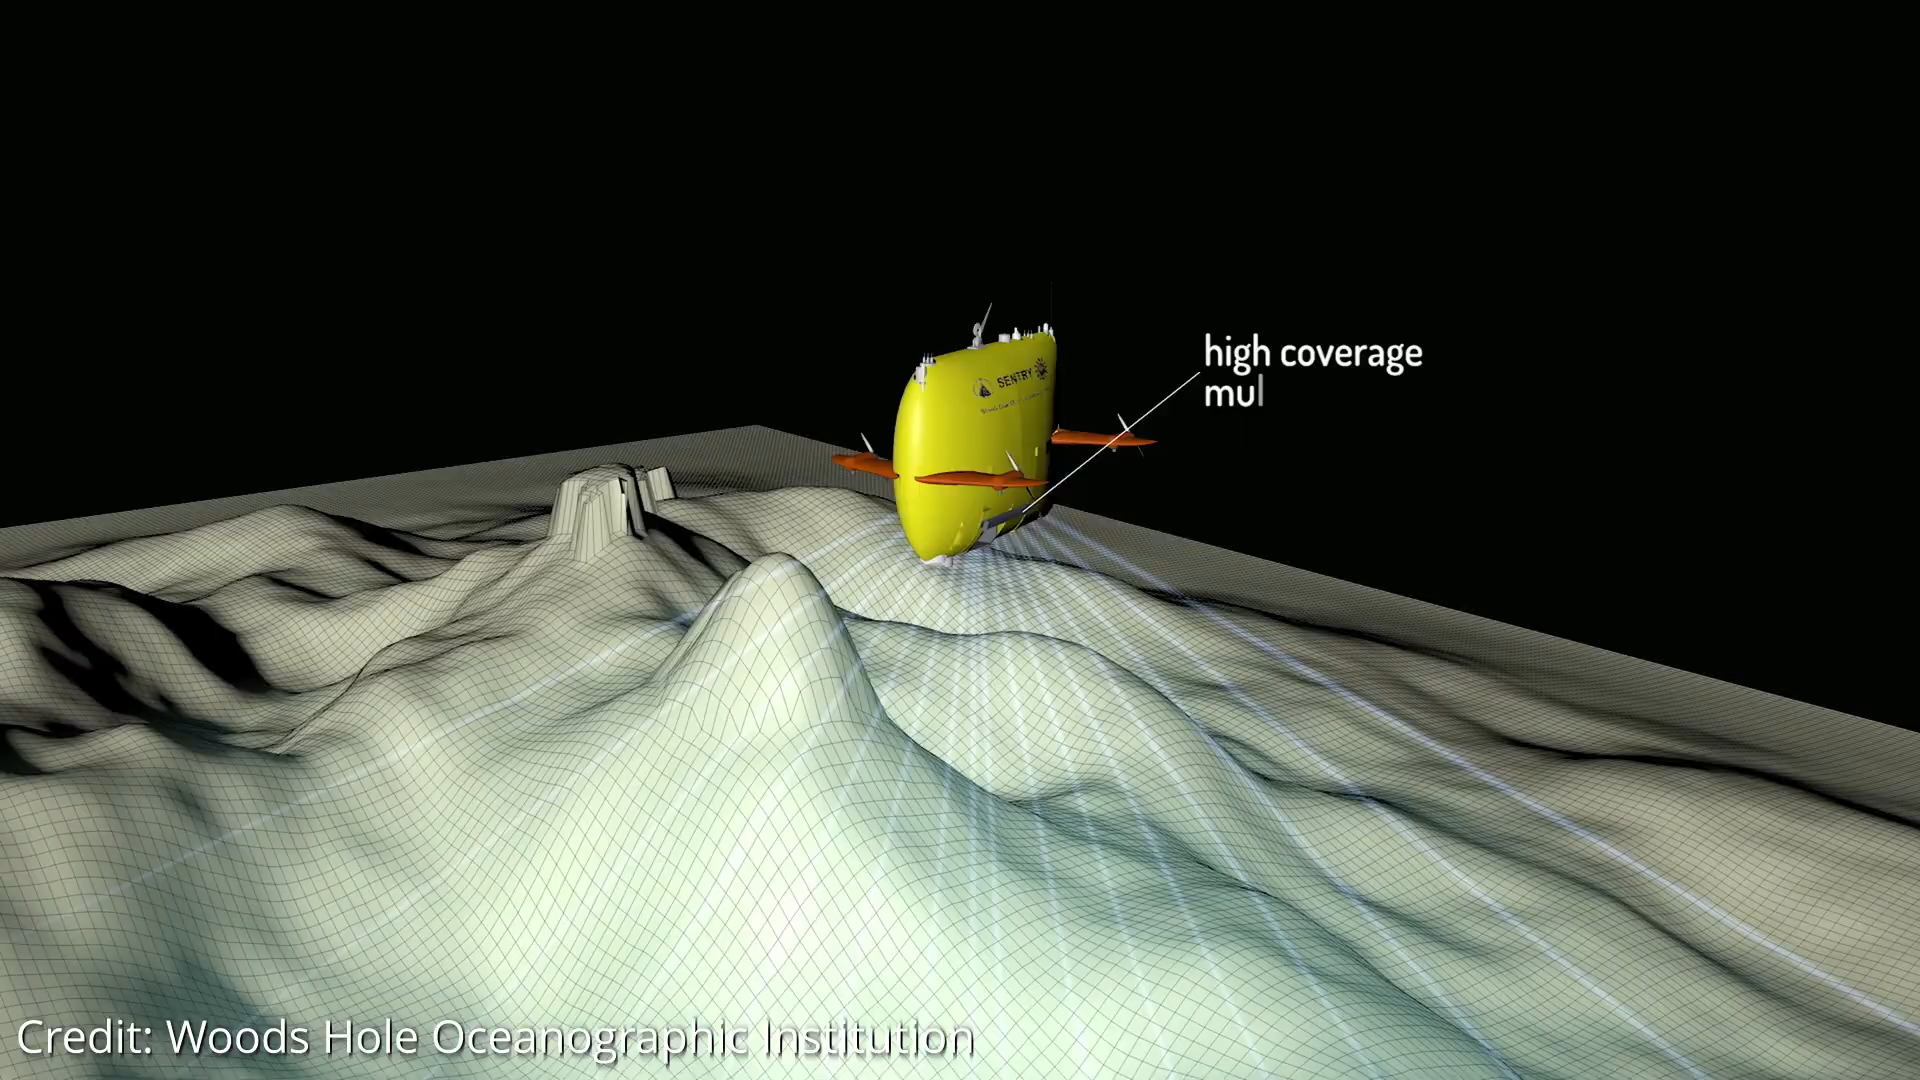 SENTRY
high coverage
mul
Credit: Woods Hole Oceanographic Institution